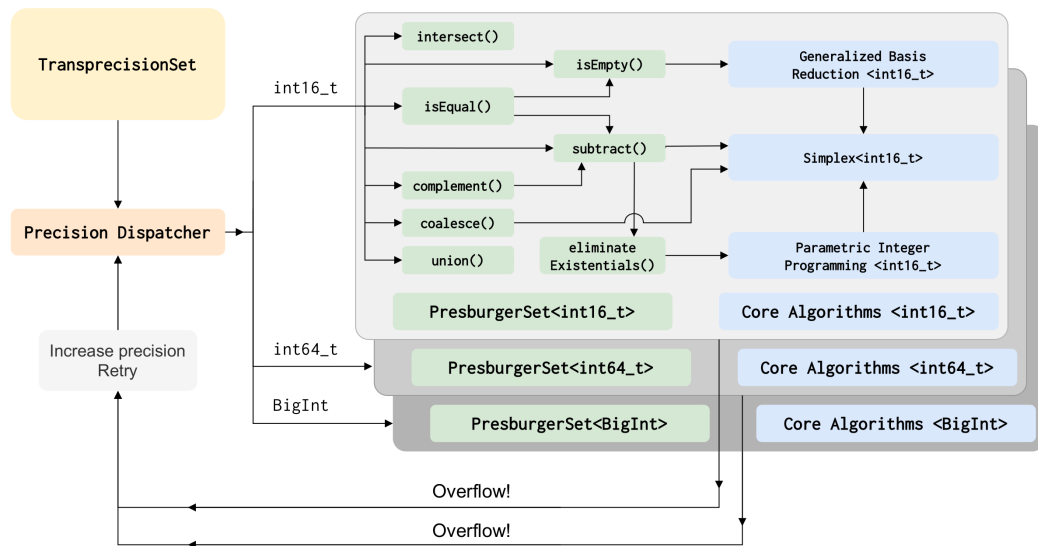 TransprecisionSet
int16_t
Precision Dispatcher
Increase precision
Retry
int64_t
BigInt
intersect()
isEmpty()
isEqual()
subtract()
complement()
coalesce()
eliminate
Existentials()
union()
Generalized Basis
Reduction <int16_t>
Simplex<int16_t>
Parametric Integer
Programming <int16_t>
PresburgerSet<int16_t>
Core Algorithms <int16_t>
PresburgerSet<int64_t>
Core Algorithms <int64_t>
PresburgerSet<BigInt>
Core Algorithms <BigInt>
Overflow!
Overflow!